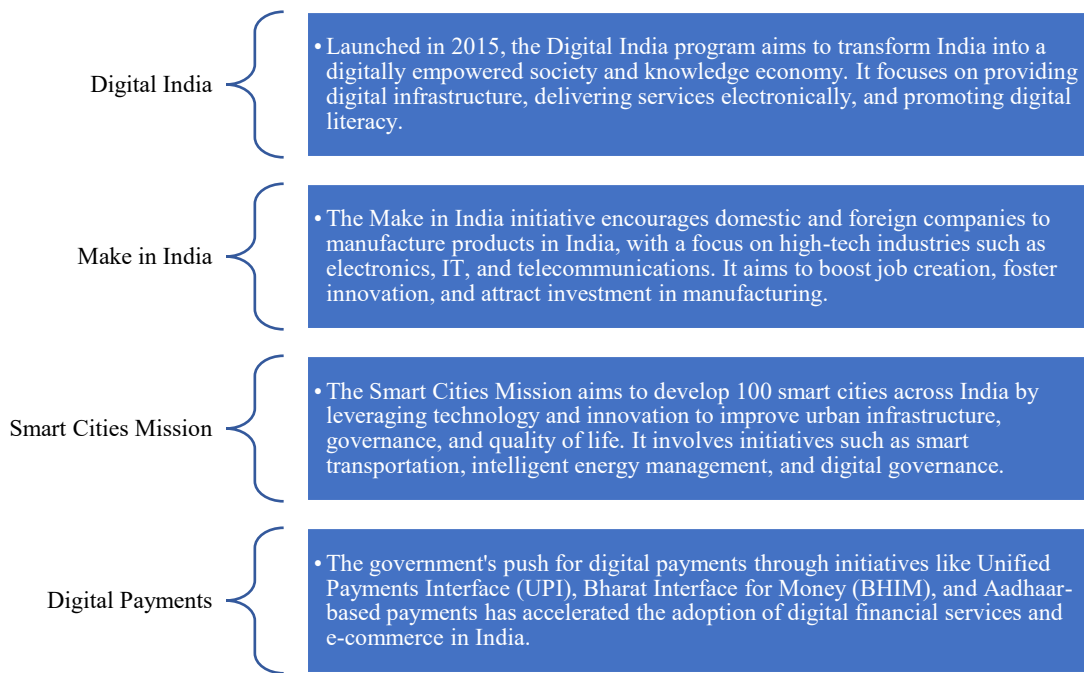 Digital India
• Launched in 2015, the Digital India program aims to transform India into a
digitally empowered society and knowledge economy. It focuses on providing
digital infrastructure, delivering services electronically, and promoting digital
literacy.
Make in India
• The Make in India initiative encourages domestic and foreign companies to
manufacture products in India, with a focus on high-tech industries such as
electronics, IT, and telecommunications. It aims to boost job creation, foster
innovation, and attract investment in manufacturing.
Smart Cities Mission
• The Smart Cities Mission aims to develop 100 smart cities across India by
leveraging technology and innovation to improve urban infrastructure,
governance, and quality of life. It involves initiatives such as smart
transportation, intelligent energy management, and digital governance.
Digital Payments
• The government's push for digital payments through initiatives like Unified
Payments Interface (UPI), Bharat Interface for Money (BHIM), and Aadhaar-
based payments has accelerated the adoption of digital financial services and
e-commerce in India.